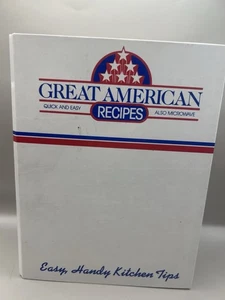 GREAT AMERICAN
QUICK AND EASY RECIPES ALSO MICROWAVE
Easy, Handy Kitchen Tips